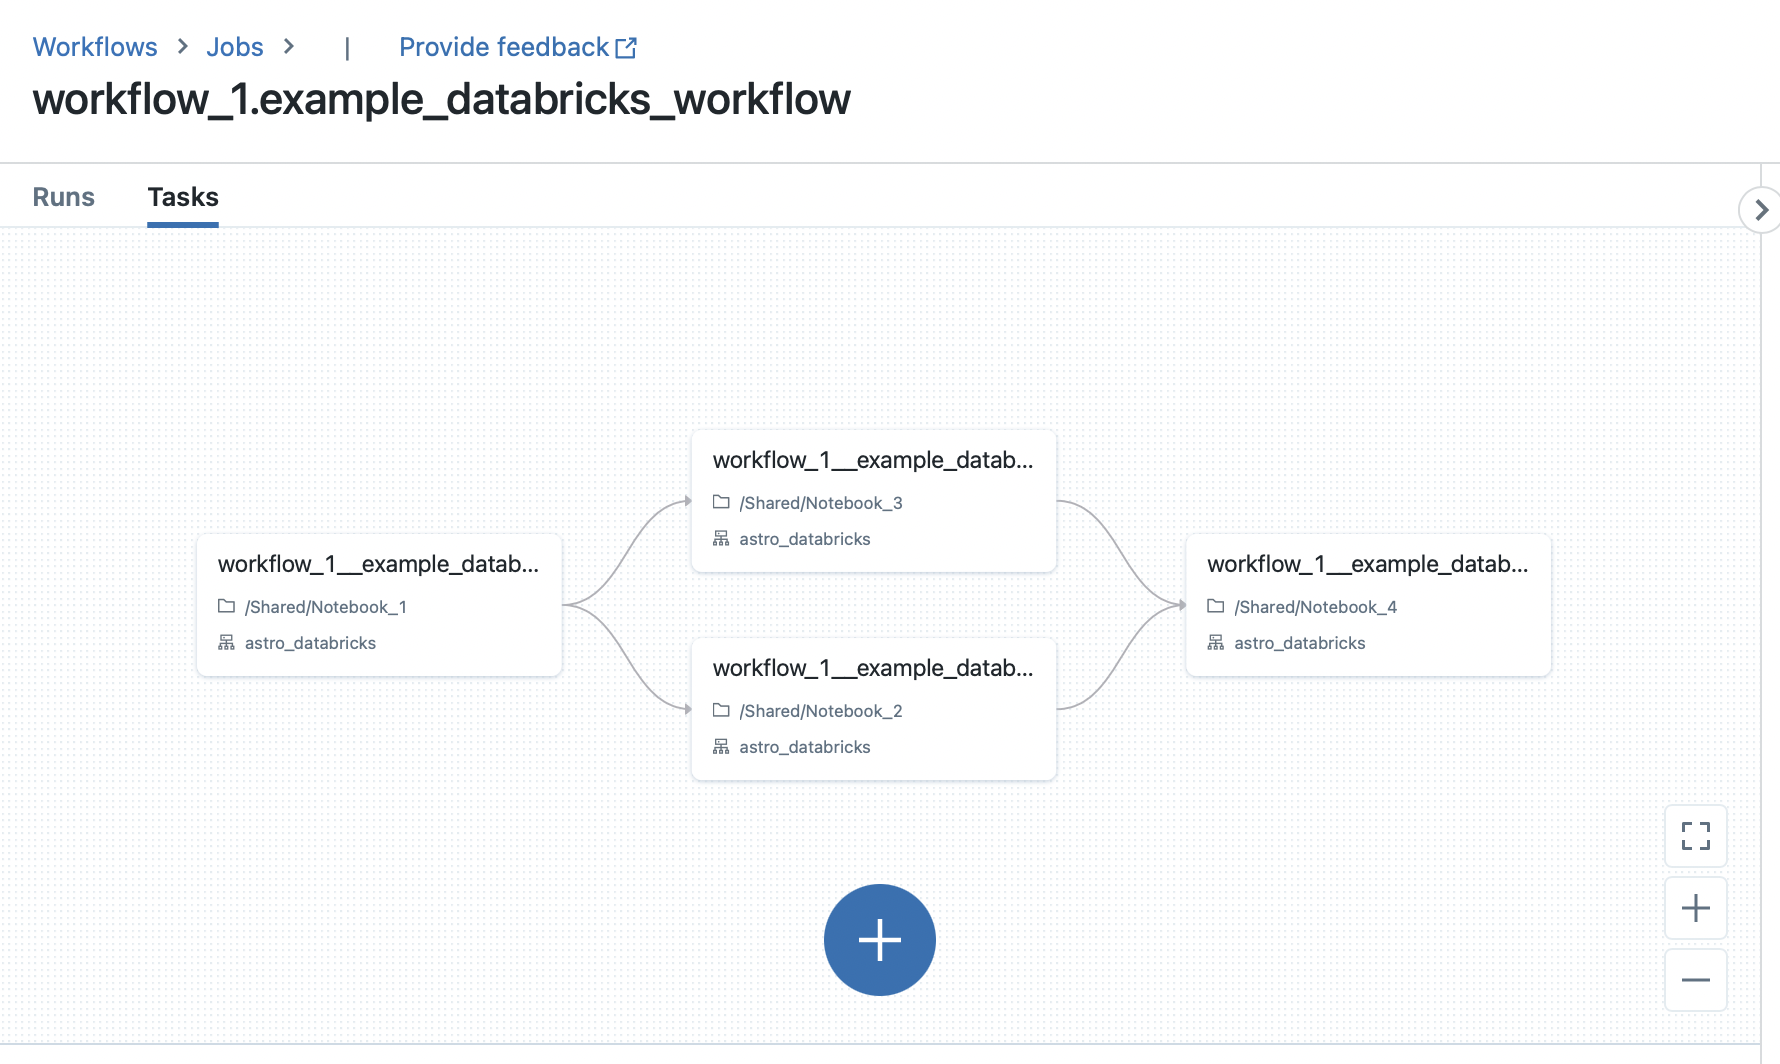 Workflows > Jobs > | Provide feedback
workflow_1.example_databricks_workflow
Runs Tasks
workflow_1__example_datab...
/Shared/Notebook_1
astro_databricks
workflow_1__example_datab...
/Shared/Notebook_3
astro_databricks
workflow_1__example_datab...
/Shared/Notebook_2
astro_databricks
workflow_1__example_datab...
/Shared/Notebook_4
astro_databricks